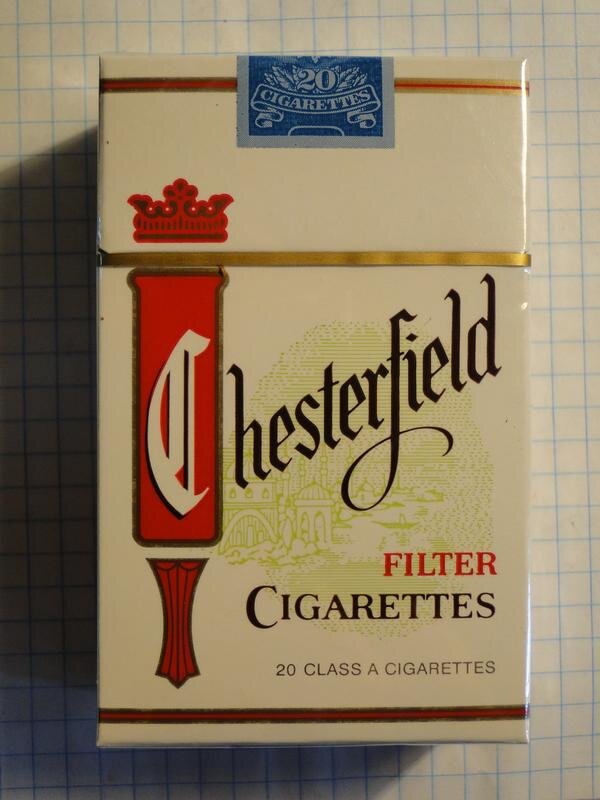 20
CIGARETTES
Chesterfield
FILTER
CIGARETTES
20 CLASS A CIGARETTES